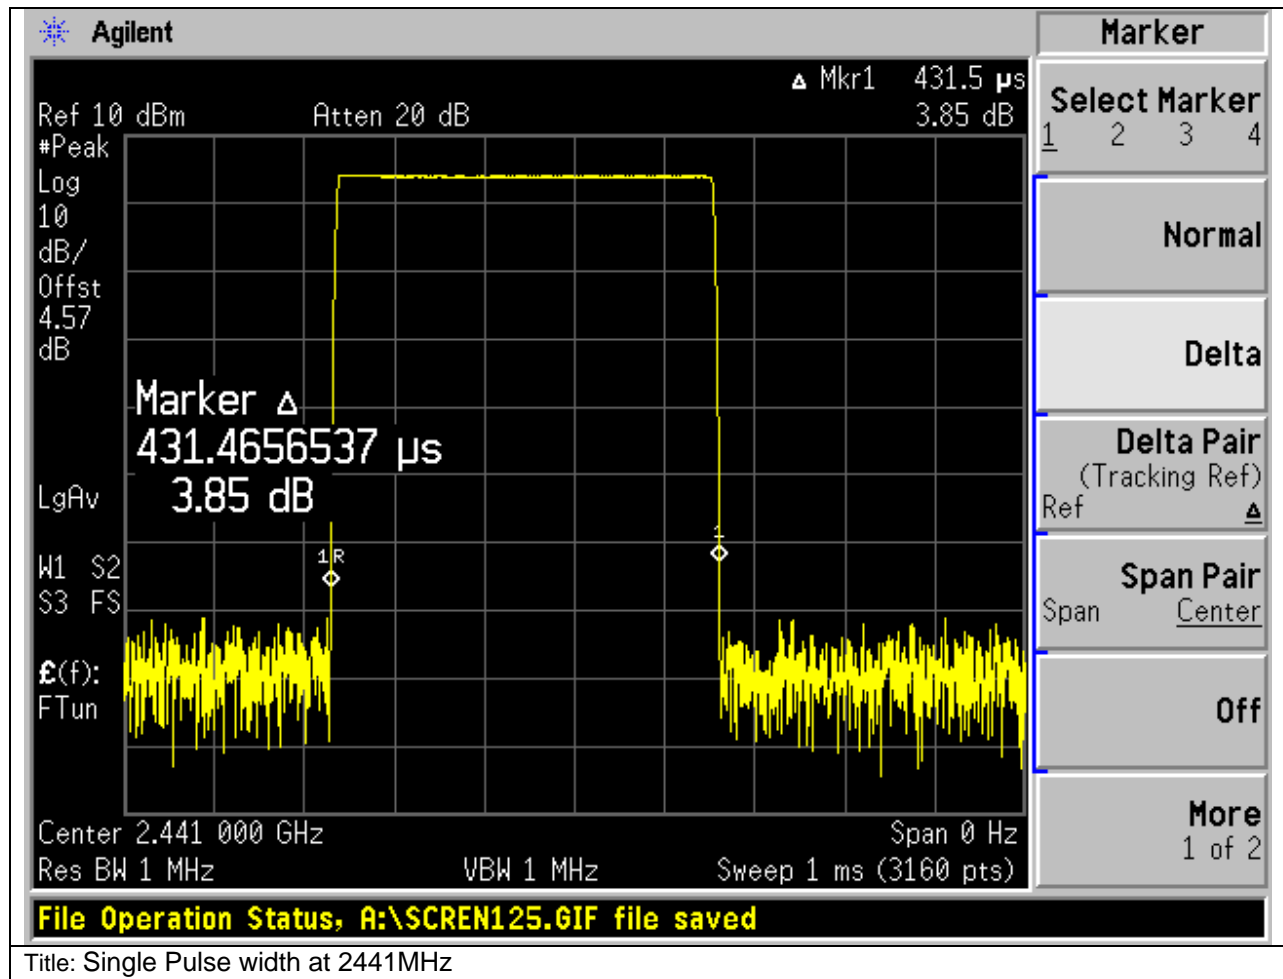 Agilent
Marker
Δ Mkr1 431.5 µs
Ref 10 dBm Atten 20 dB 3.85 dB
#Peak
Log
10
dB/
Offst
4.57
dB
Marker Δ
431.4656537 µs
3.85 dB
LgAv
1R
1
W1 S2
S3 FS
£(f):
FTun
Center 2.441 000 GHz Span 0 Hz
Res BW 1 MHz VBW 1 MHz Sweep 1 ms (3160 pts)
Select Marker
1 2 3 4
Normal
Delta
Delta Pair
(Tracking Ref)
Ref Δ
Span Pair
Span Center
Off
More
1 of 2
File Operation Status, A:\SCREN125.GIF file saved
Title: Single Pulse width at 2441MHz